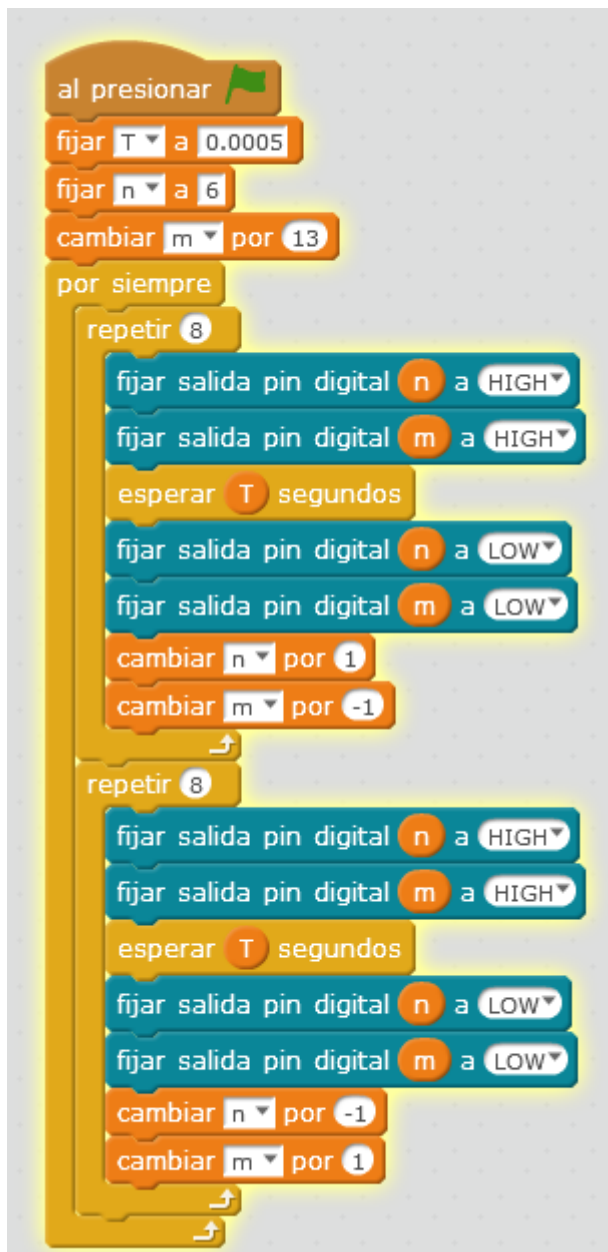 al presionar
fijar T a 0.0005
fijar n a 6
cambiar m por 13
por siempre
repetir 8
fijar salida pin digital n a HIGH
fijar salida pin digital m a HIGH
esperar T segundos
fijar salida pin digital n a LOW
fijar salida pin digital m a LOW
cambiar n por 1
cambiar m por -1
repetir 8
fijar salida pin digital n a HIGH
fijar salida pin digital m a HIGH
esperar T segundos
fijar salida pin digital n a LOW
fijar salida pin digital m a LOW
cambiar n por -1
cambiar m por 1